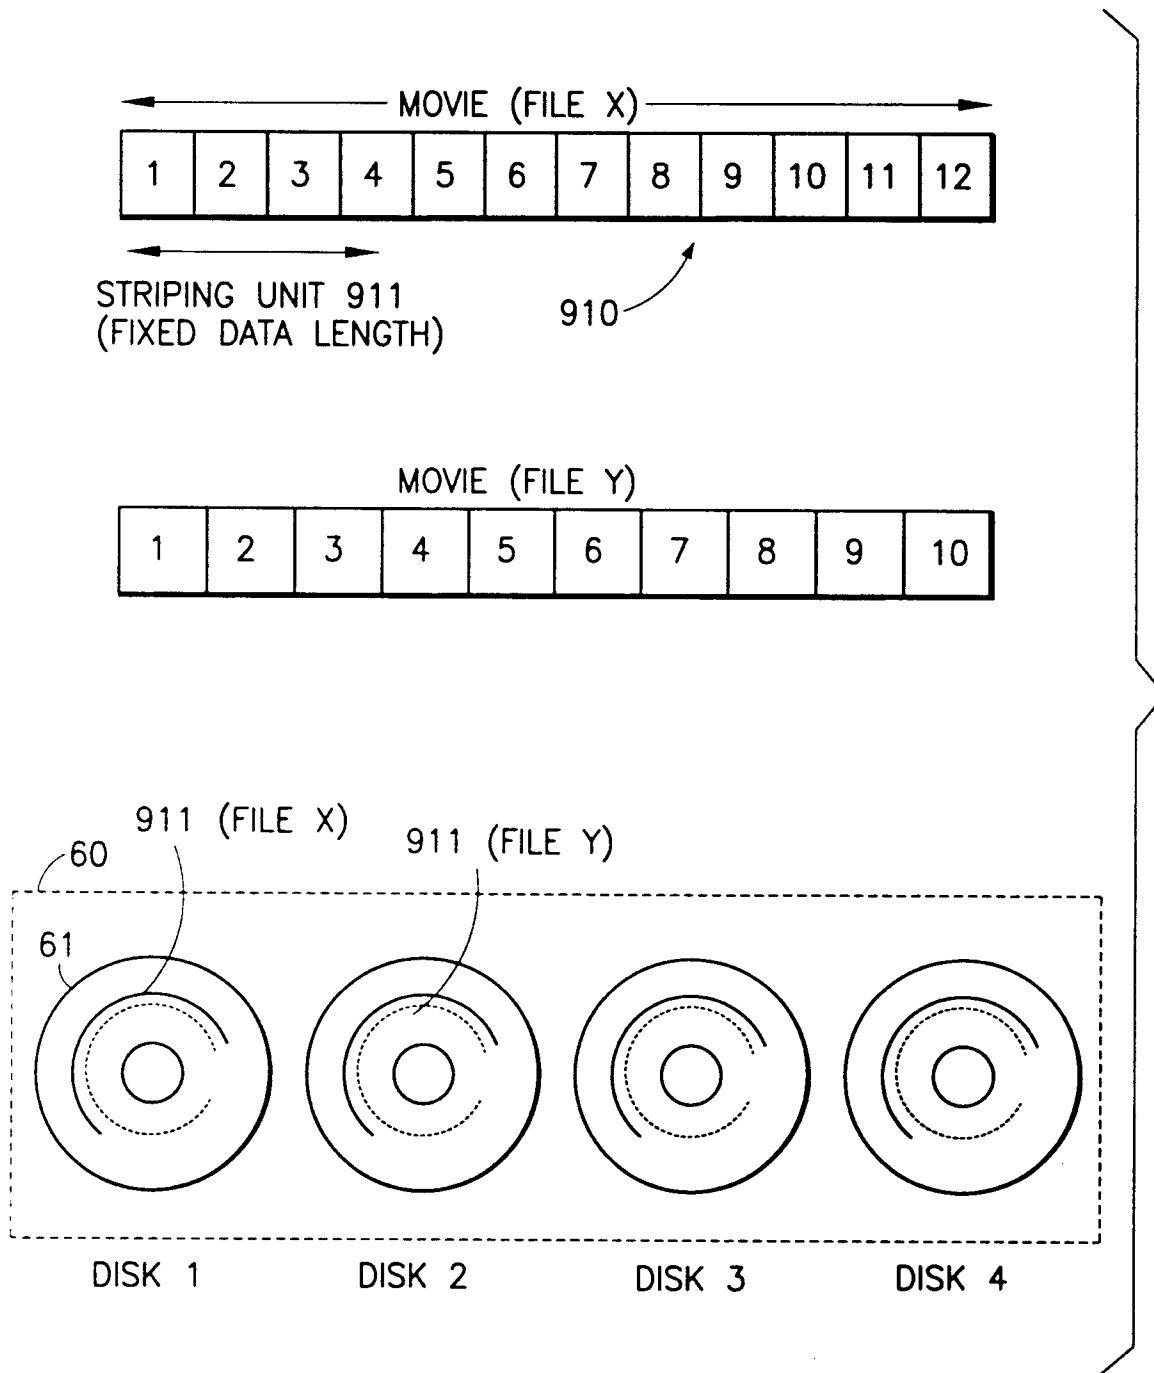 MOVIE (FILE X)
1 2 3 4 5 6 7 8 9 10 11 12
STRIPING UNIT 911
(FIXED DATA LENGTH)
910
MOVIE (FILE Y)
1 2 3 4 5 6 7 8 9 10
911 (FILE X)
911 (FILE Y)
60
61
DISK 1 DISK 2 DISK 3 DISK 4